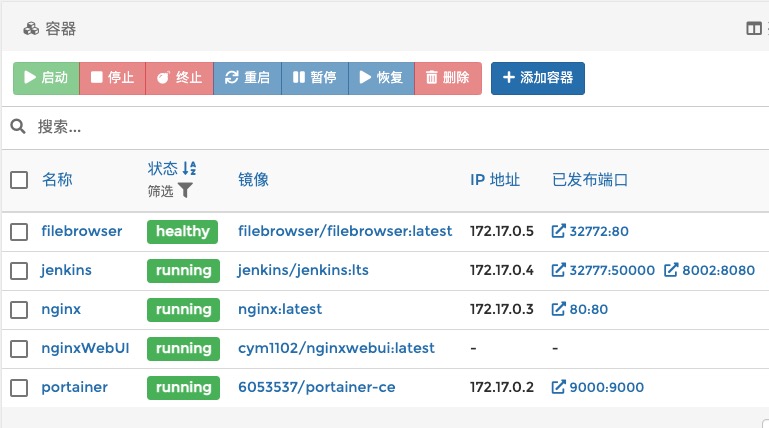 容器
启动 停止 终止 重启 暂停 恢复 删除 添加容器
搜索...
名称 状态 筛选 镜像 IP 地址 已发布端口
filebrowser healthy filebrowser/filebrowser:latest 172.17.0.5 32772:80
jenkins running jenkins/jenkins:lts 172.17.0.4 32777:50000 8002:8080
nginx running nginx:latest 172.17.0.3 80:80
nginxWebUI running cym1102/nginxwebui:latest - -
portainer running 6053537/portainer-ce 172.17.0.2 9000:9000